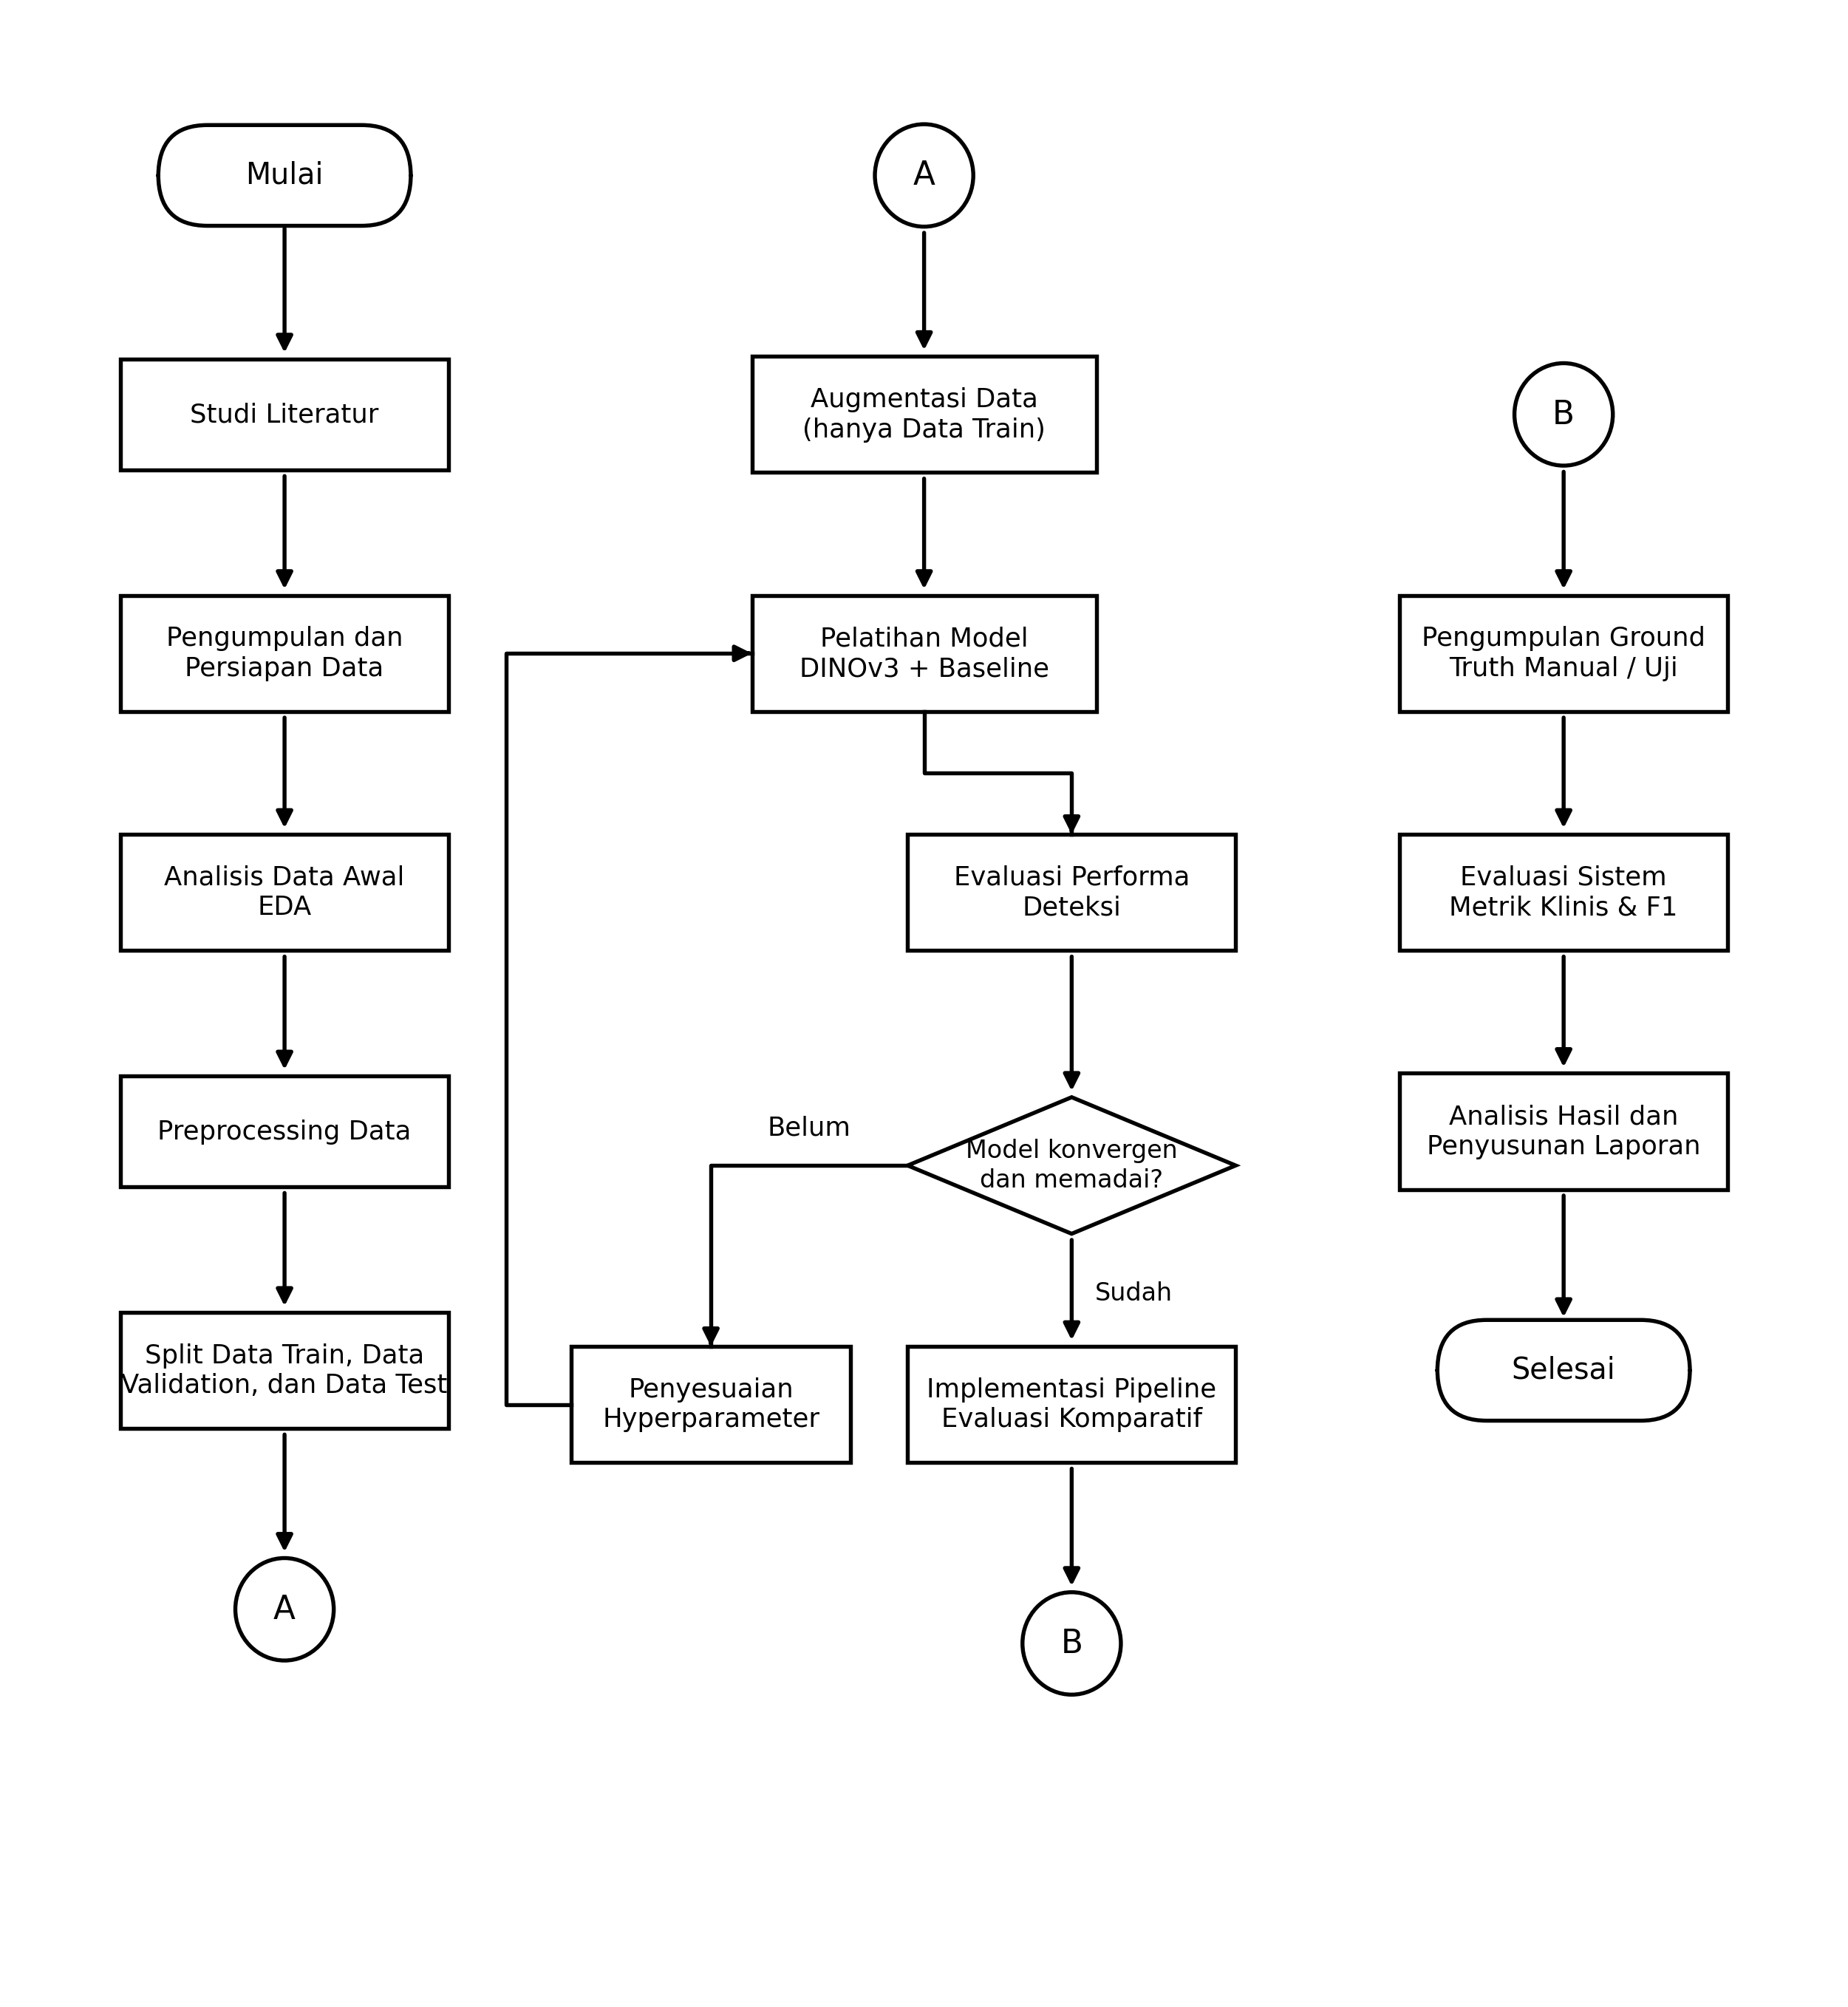 Mulai
Studi Literatur
Pengumpulan dan
Persiapan Data
Analisis Data Awal
EDA
Preprocessing Data
Split Data Train, Data
Validation, dan Data Test
A
A
Augmentasi Data
(hanya Data Train)
Pelatihan Model
DINOv3 + Baseline
Evaluasi Performa
Deteksi
Model konvergen
dan memadai?
Belum
Sudah
Penyesuaian
Hyperparameter
Implementasi Pipeline
Evaluasi Komparatif
B
B
Pengumpulan Ground
Truth Manual / Uji
Evaluasi Sistem
Metrik Klinis & F1
Analisis Hasil dan
Penyusunan Laporan
Selesai